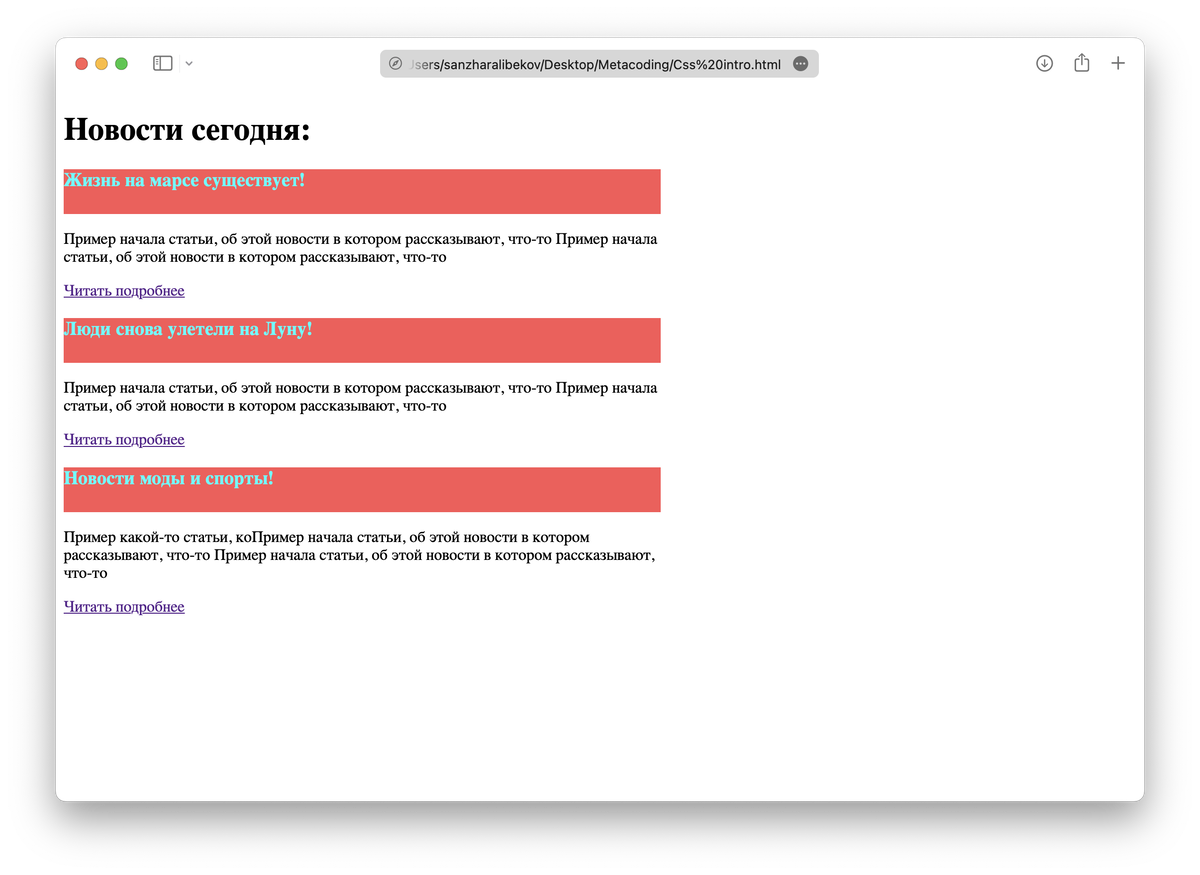 sers/sanzharalibekov/Desktop/Metacoding/Css%20intro.html
Новости сегодня:
Жизнь на марсе существует!
Пример начала статьи, об этой новости в котором рассказывают, что-то Пример начала
статьи, об этой новости в котором рассказывают, что-то
Читать подробнее
Люди снова улетели на Луну!
Пример начала статьи, об этой новости в котором рассказывают, что-то Пример начала
статьи, об этой новости в котором рассказывают, что-то
Читать подробнее
Новости моды и спорты!
Пример какой-то статьи, коПример начала статьи, об этой новости в котором
рассказывают, что-то Пример начала статьи, об этой новости в котором рассказывают,
что-то
Читать подробнее